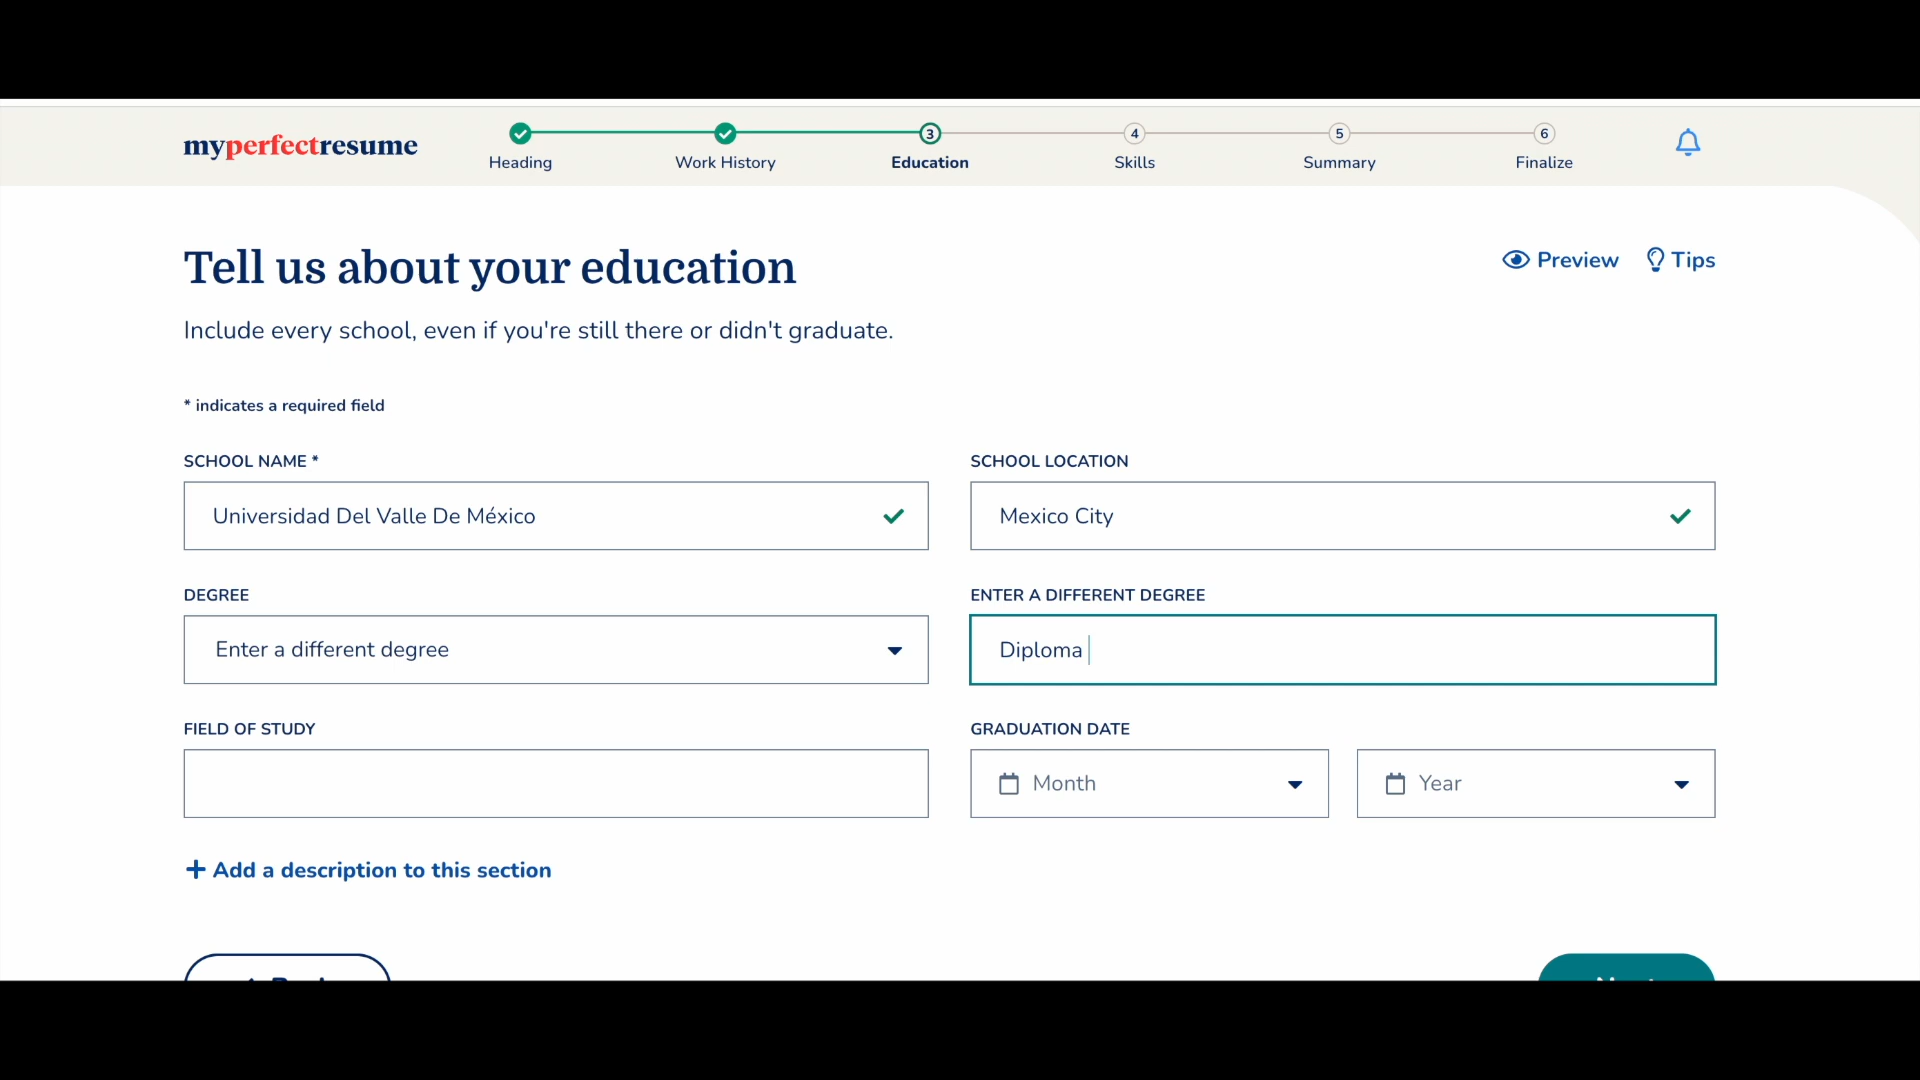 myperfectresume
3
4
5
6
Heading
Work History
Education
Skills
Summary
Finalize
Tell us about your education
Preview
Tips
Include every school, even if you're still there or didn't graduate.
* indicates a required field
SCHOOL NAME *
SCHOOL LOCATION
Universidad Del Valle De México
Mexico City
DEGREE
ENTER A DIFFERENT DEGREE
Enter a different degree
Diploma
FIELD OF STUDY
GRADUATION DATE
Month
Year
+ Add a description to this section